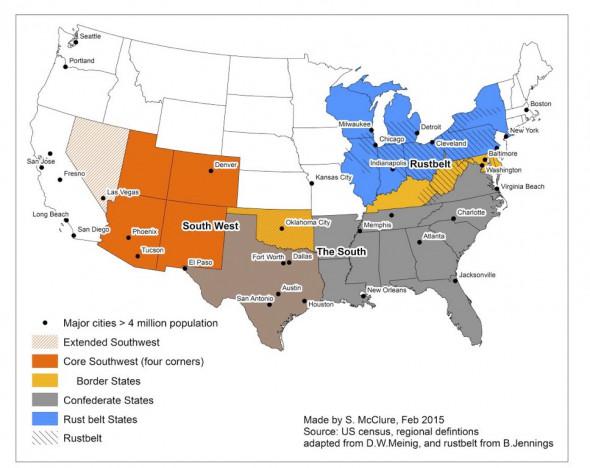 Seattle
Portland
Boston
Milwaukee
Detroit
New York
Chicago
Cleveland
Rustbelt
Baltimore
Indianapolis
Washington
San Jose
Denver
Kansas City
Fresno
Virginia Beach
Las Vegas
Long Beach
San Diego
South West
Oklahoma City
Memphis
Charlotte
Phoenix
Tucson
The South
Atlanta
El Paso
Fort Worth
Dallas
Austin
Jacksonville
San Antonio
Houston
New Orleans
Major cities > 4 million population
Extended Southwest
Core Southwest (four corners)
Border States
Confederate States
Rust belt States
Rustbelt
Made by S. McClure, Feb 2015
Source: US census, regional defintions
adapted from D.W.Meinig, and rustbelt from B.Jennings